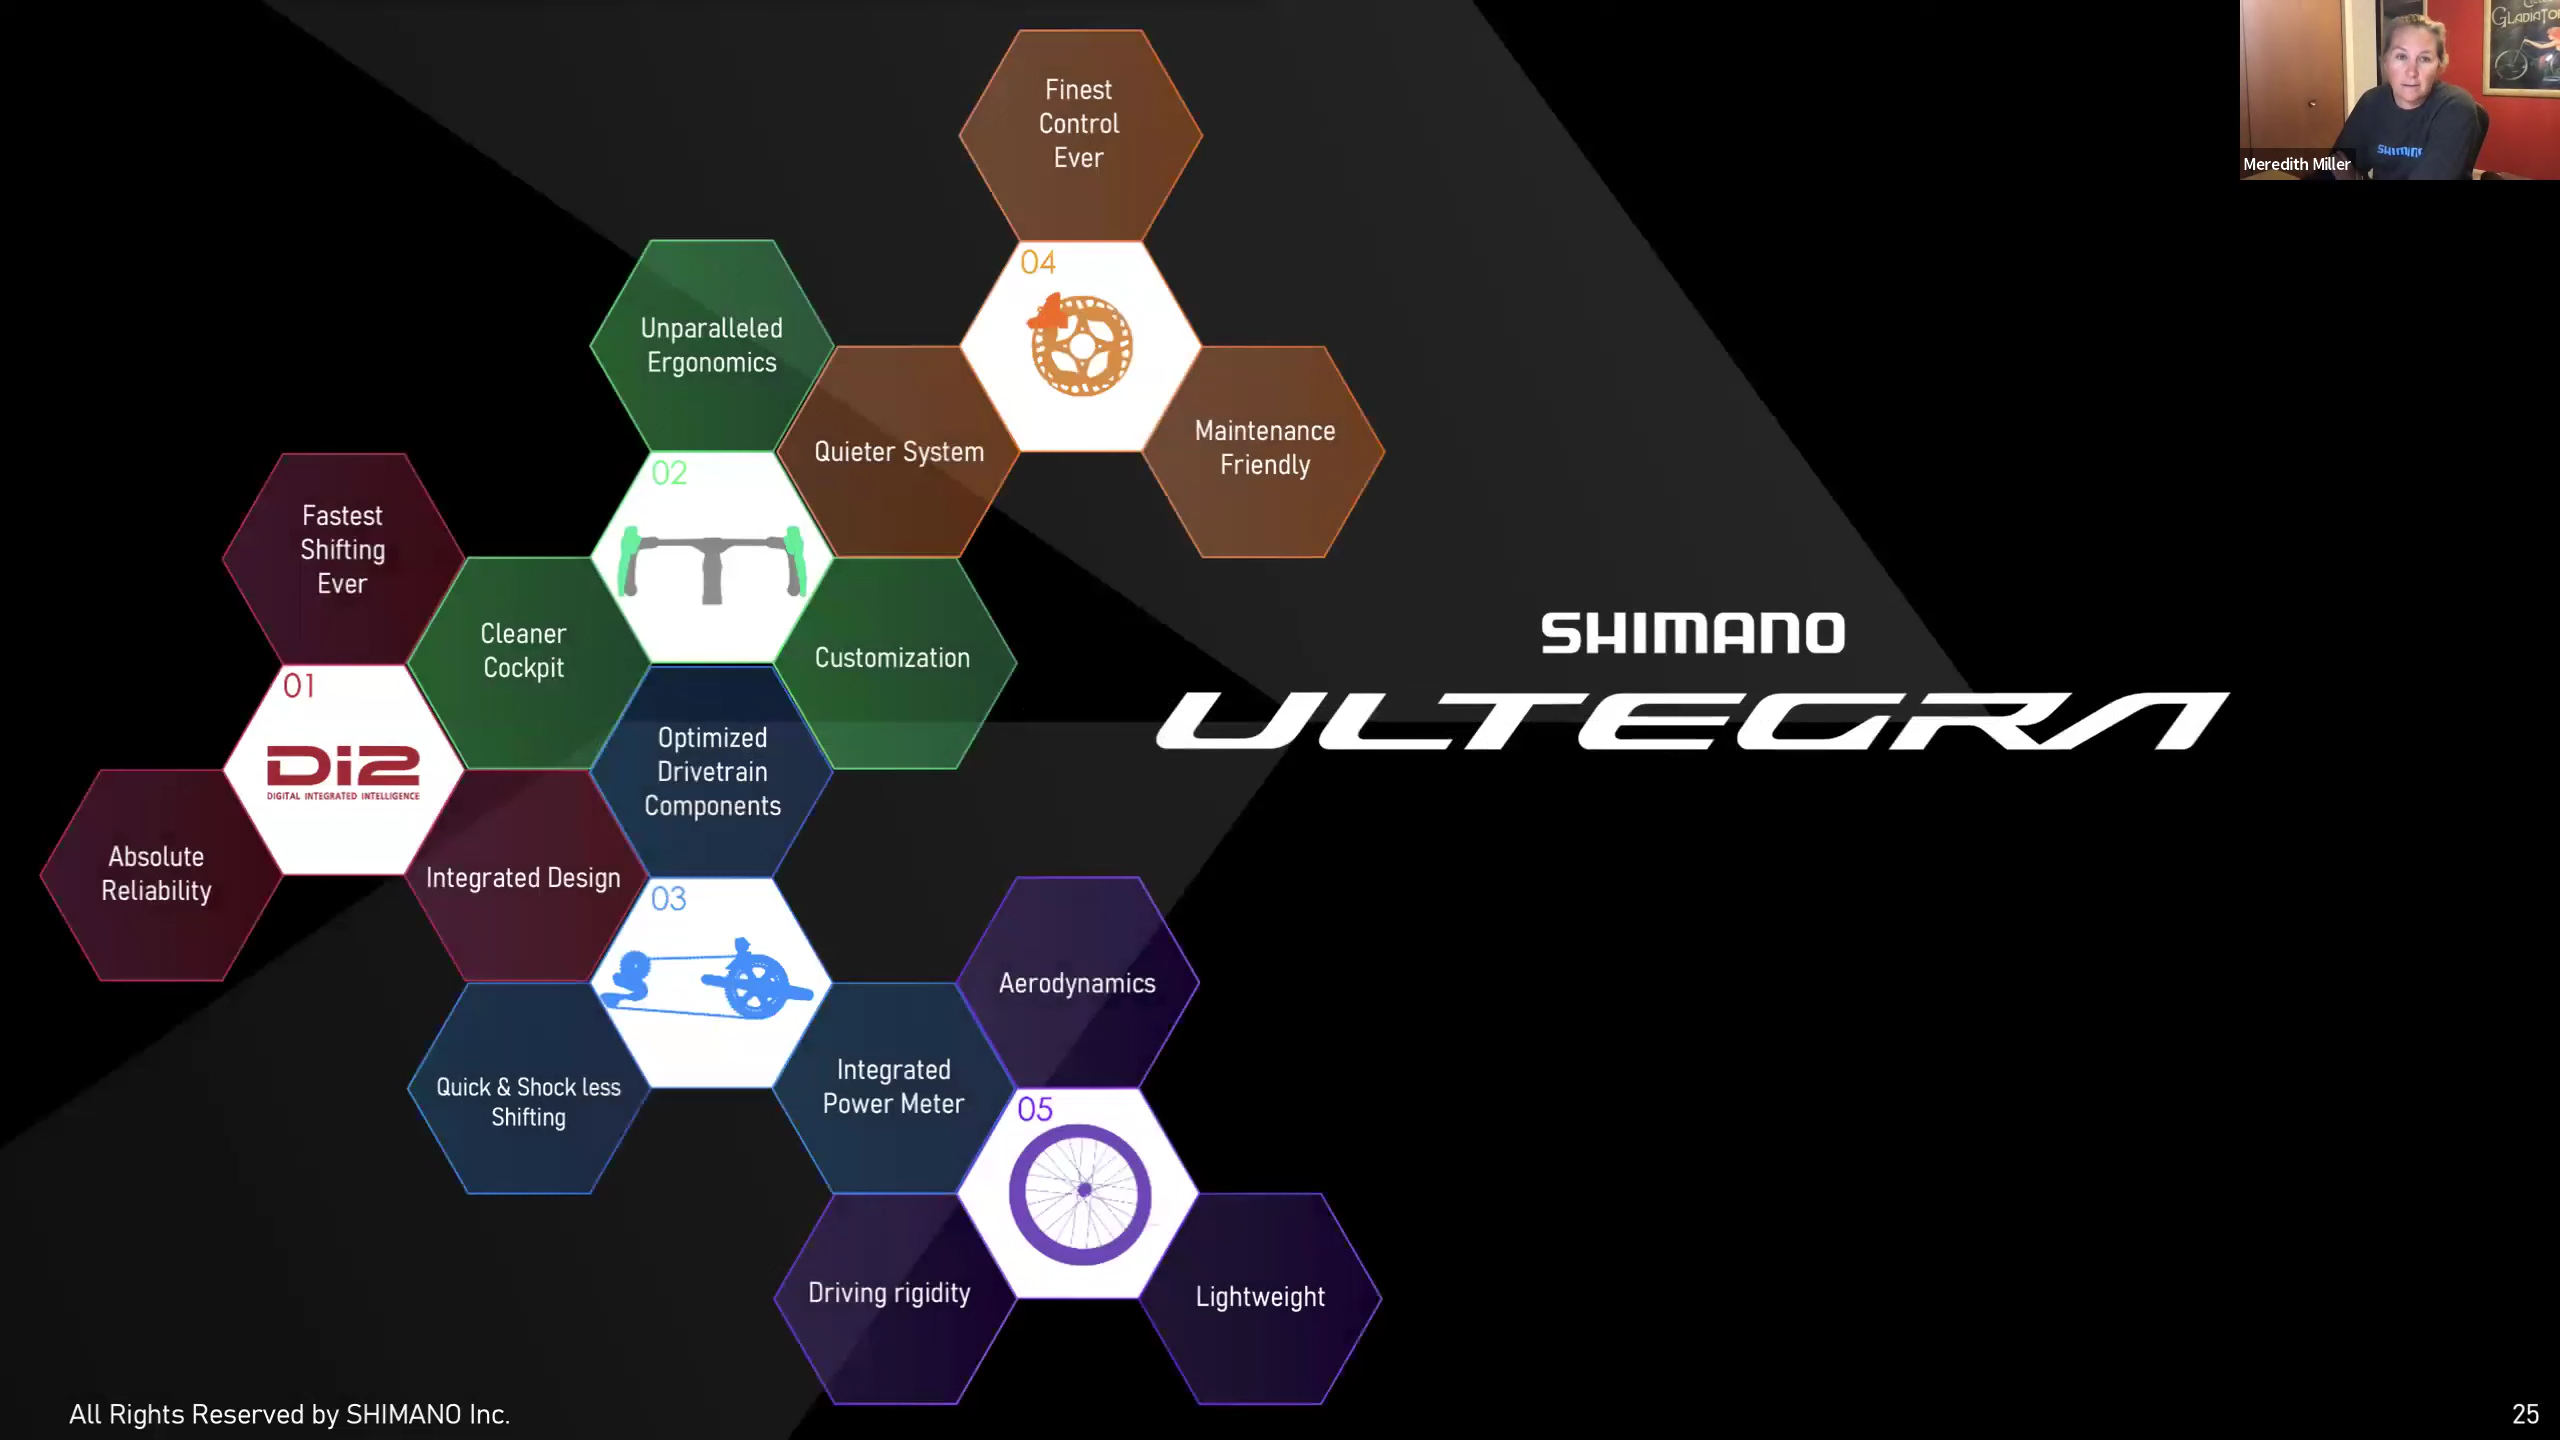 Finest
Control
Ever
04
Quieter System
Maintenance
Friendly
Unparalleled
Ergonomics
02
Cleaner
Cockpit
Customization
Fastest
Shifting
Ever
01
Di2
DIGITAL INTEGRATED INTELLIGENCE
Absolute
Reliability
Integrated Design
Optimized
Drivetrain
Components
03
Quick & Shock less
Shifting
Integrated
Power Meter
Aerodynamics
05
Driving rigidity
Lightweight
SHIMANO
ULTEGRA
GLADIATOR
SHIMANO
Meredith Miller
All Rights Reserved by SHIMANO Inc.
25